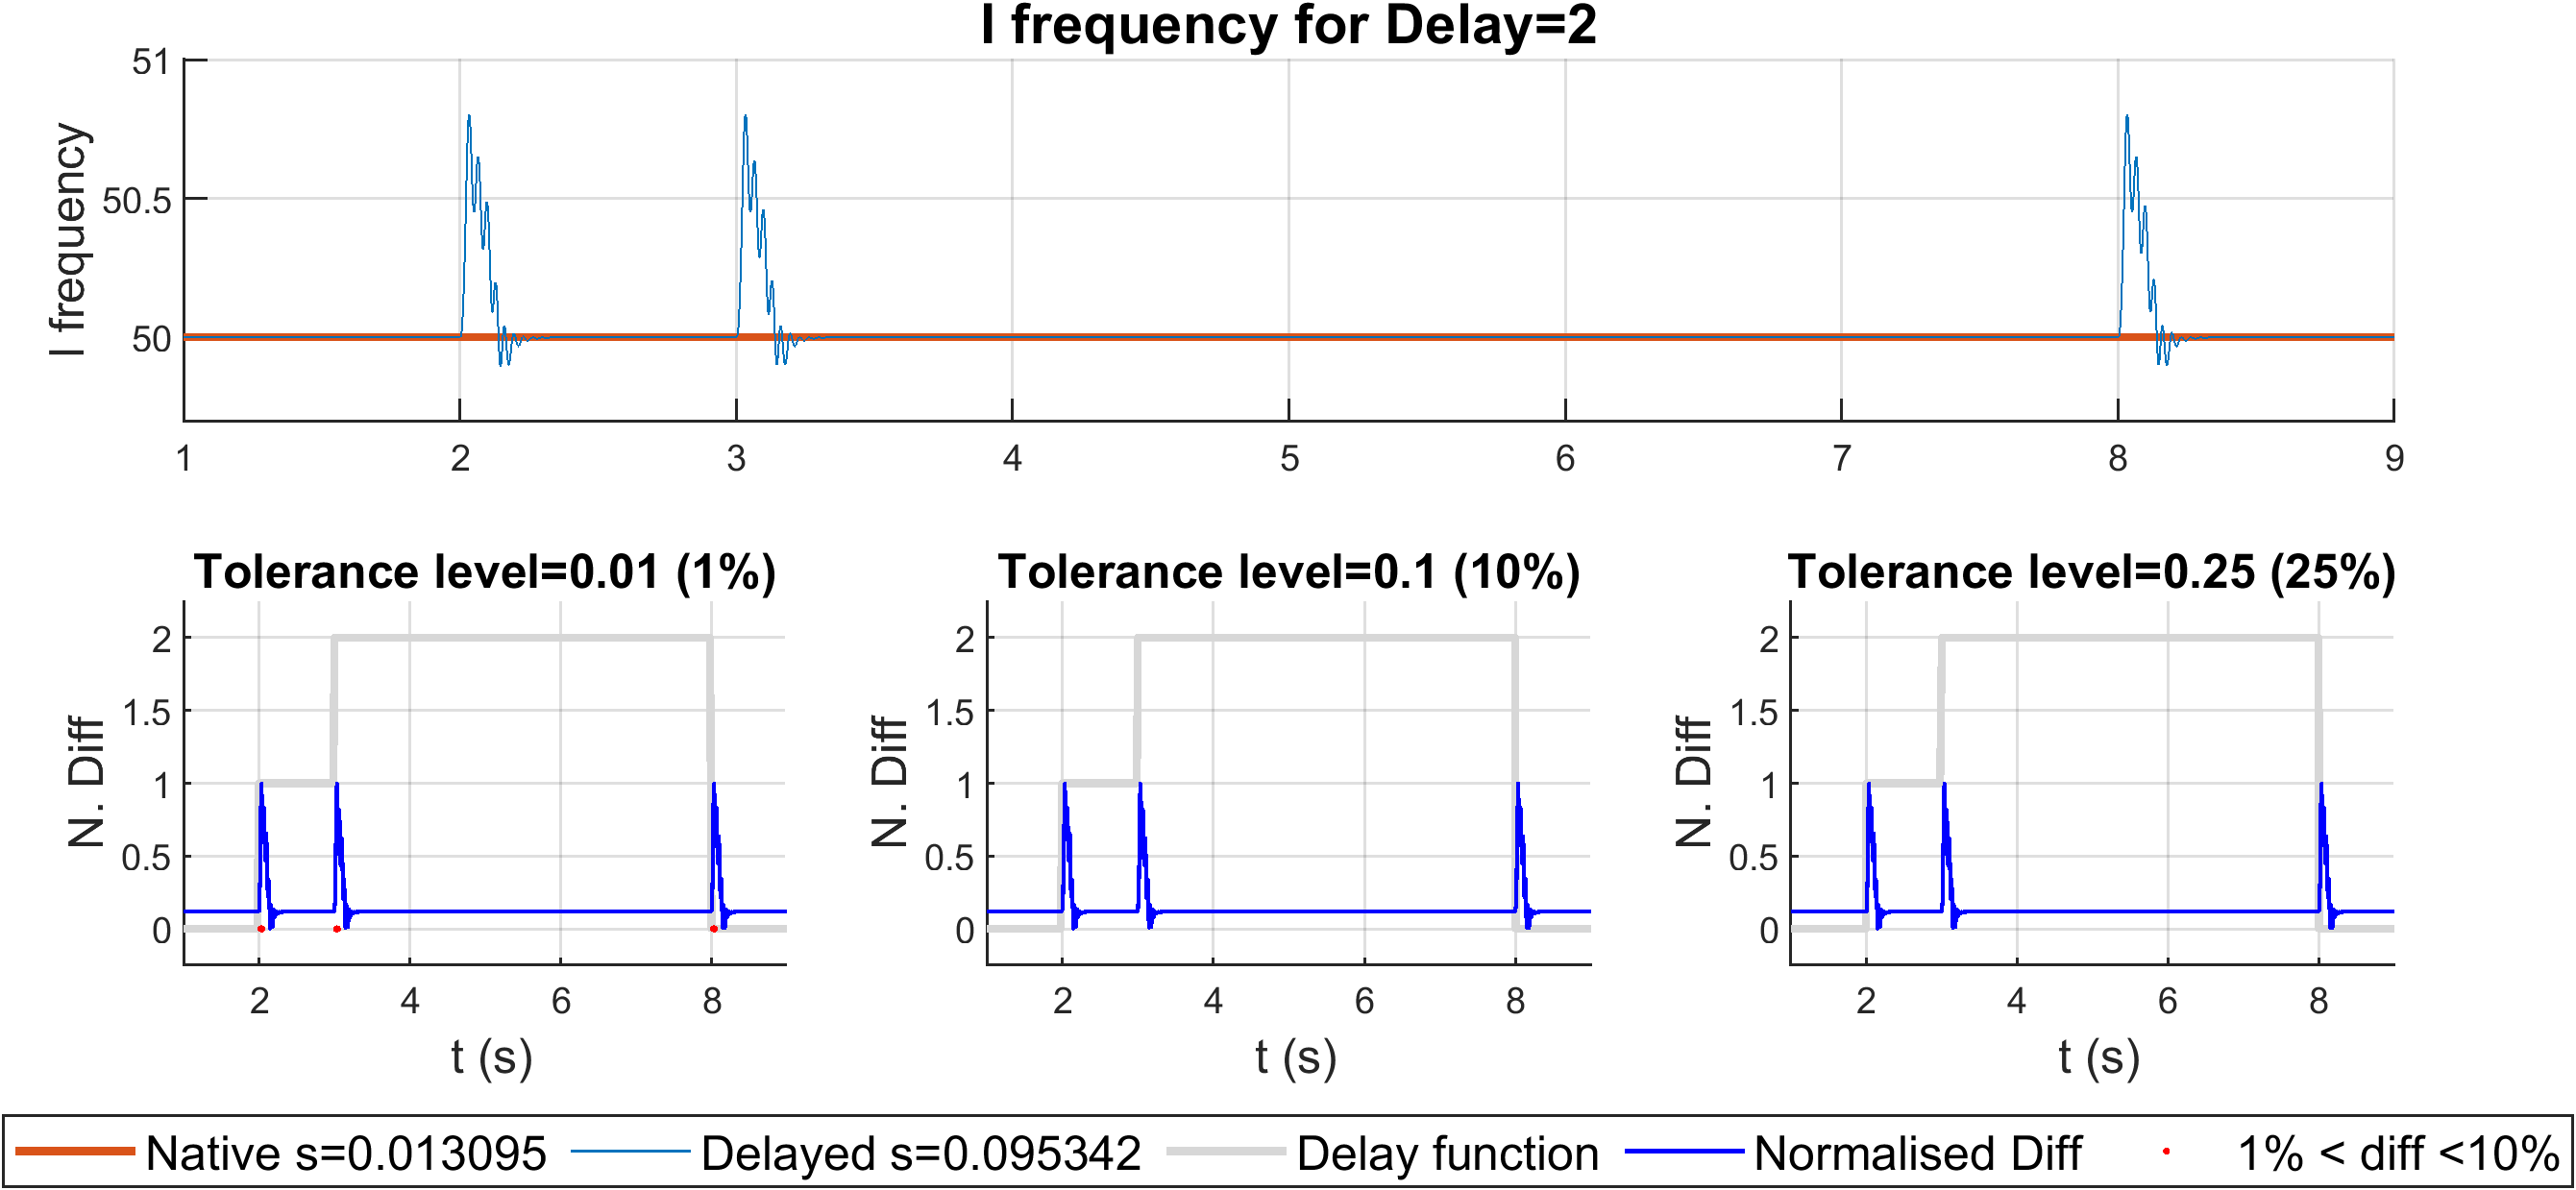 I frequency for Delay=2
I frequency
51
50.5
50
1 2 3 4 5 6 7 8 9
Tolerance level=0.01 (1%)
N. Diff
2
1.5
1
0.5
0
2 4 6 8
t (s)
Tolerance level=0.1 (10%)
N. Diff
2
1.5
1
0.5
0
2 4 6 8
t (s)
Tolerance level=0.25 (25%)
N. Diff
2
1.5
1
0.5
0
2 4 6 8
t (s)
Native s=0.013095 Delayed s=0.095342 Delay function Normalised Diff 1% < diff <10%